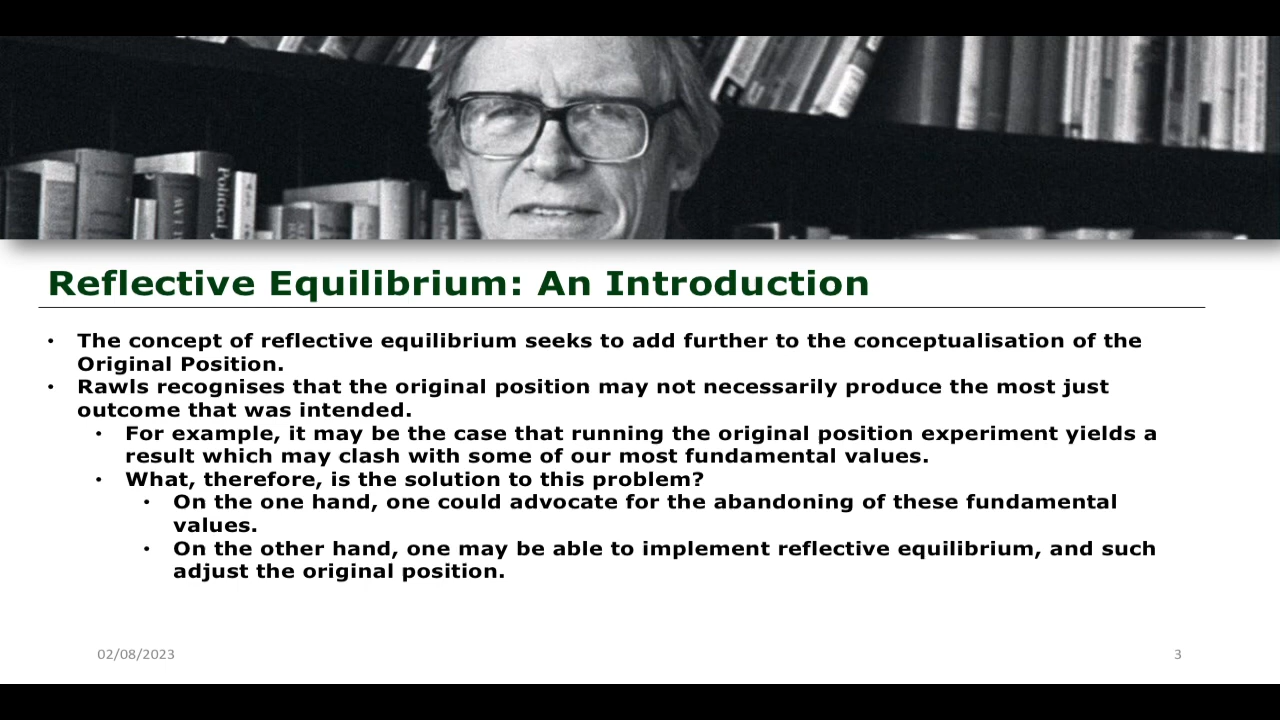 Political
LAW
Reflective Equilibrium: An Introduction
• The concept of reflective equilibrium seeks to add further to the conceptualisation of the
Original Position.
• Rawls recognises that the original position may not necessarily produce the most just
outcome that was intended.
• For example, it may be the case that running the original position experiment yields a
result which may clash with some of our most fundamental values.
• What, therefore, is the solution to this problem?
• On the one hand, one could advocate for the abandoning of these fundamental
values.
• On the other hand, one may be able to implement reflective equilibrium, and such
adjust the original position.
02/08/2023
3